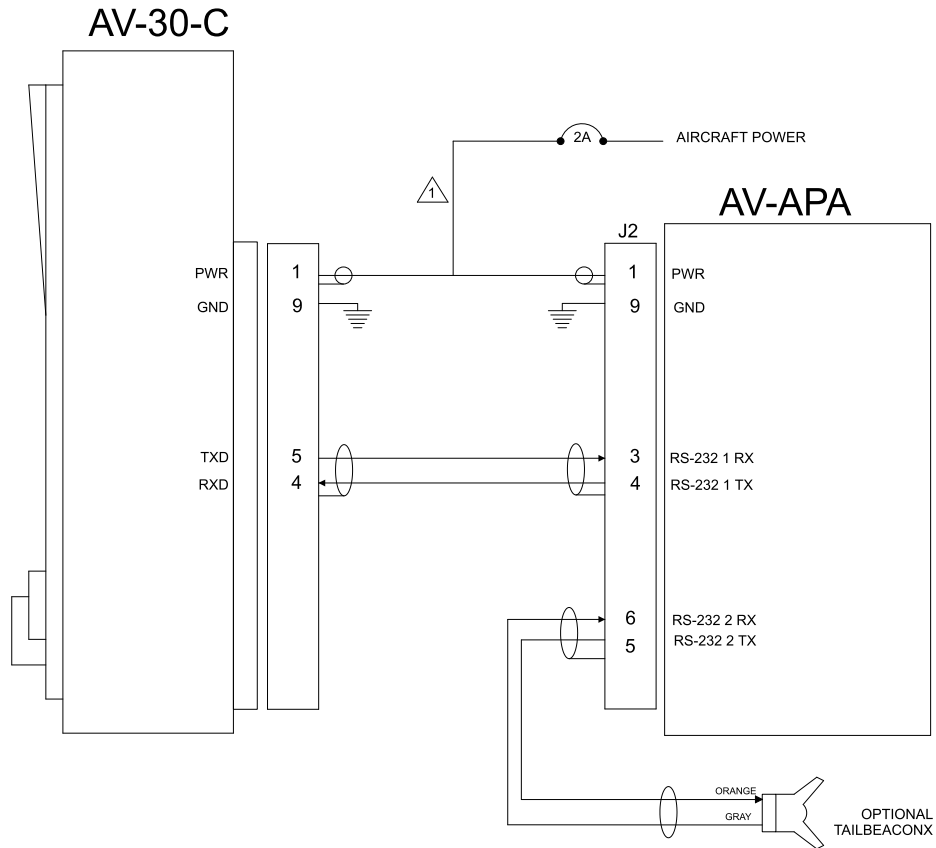 AV-30-C
2A AIRCRAFT POWER
1
AV-APA
J2
PWR 1 1 PWR
GND 9 9 GND
TXD 5 3 RS-232 1 RX
RXD 4 4 RS-232 1 TX
6 RS-232 2 RX
5 RS-232 2 TX
ORANGE
GRAY
OPTIONAL
TAILBEACONX